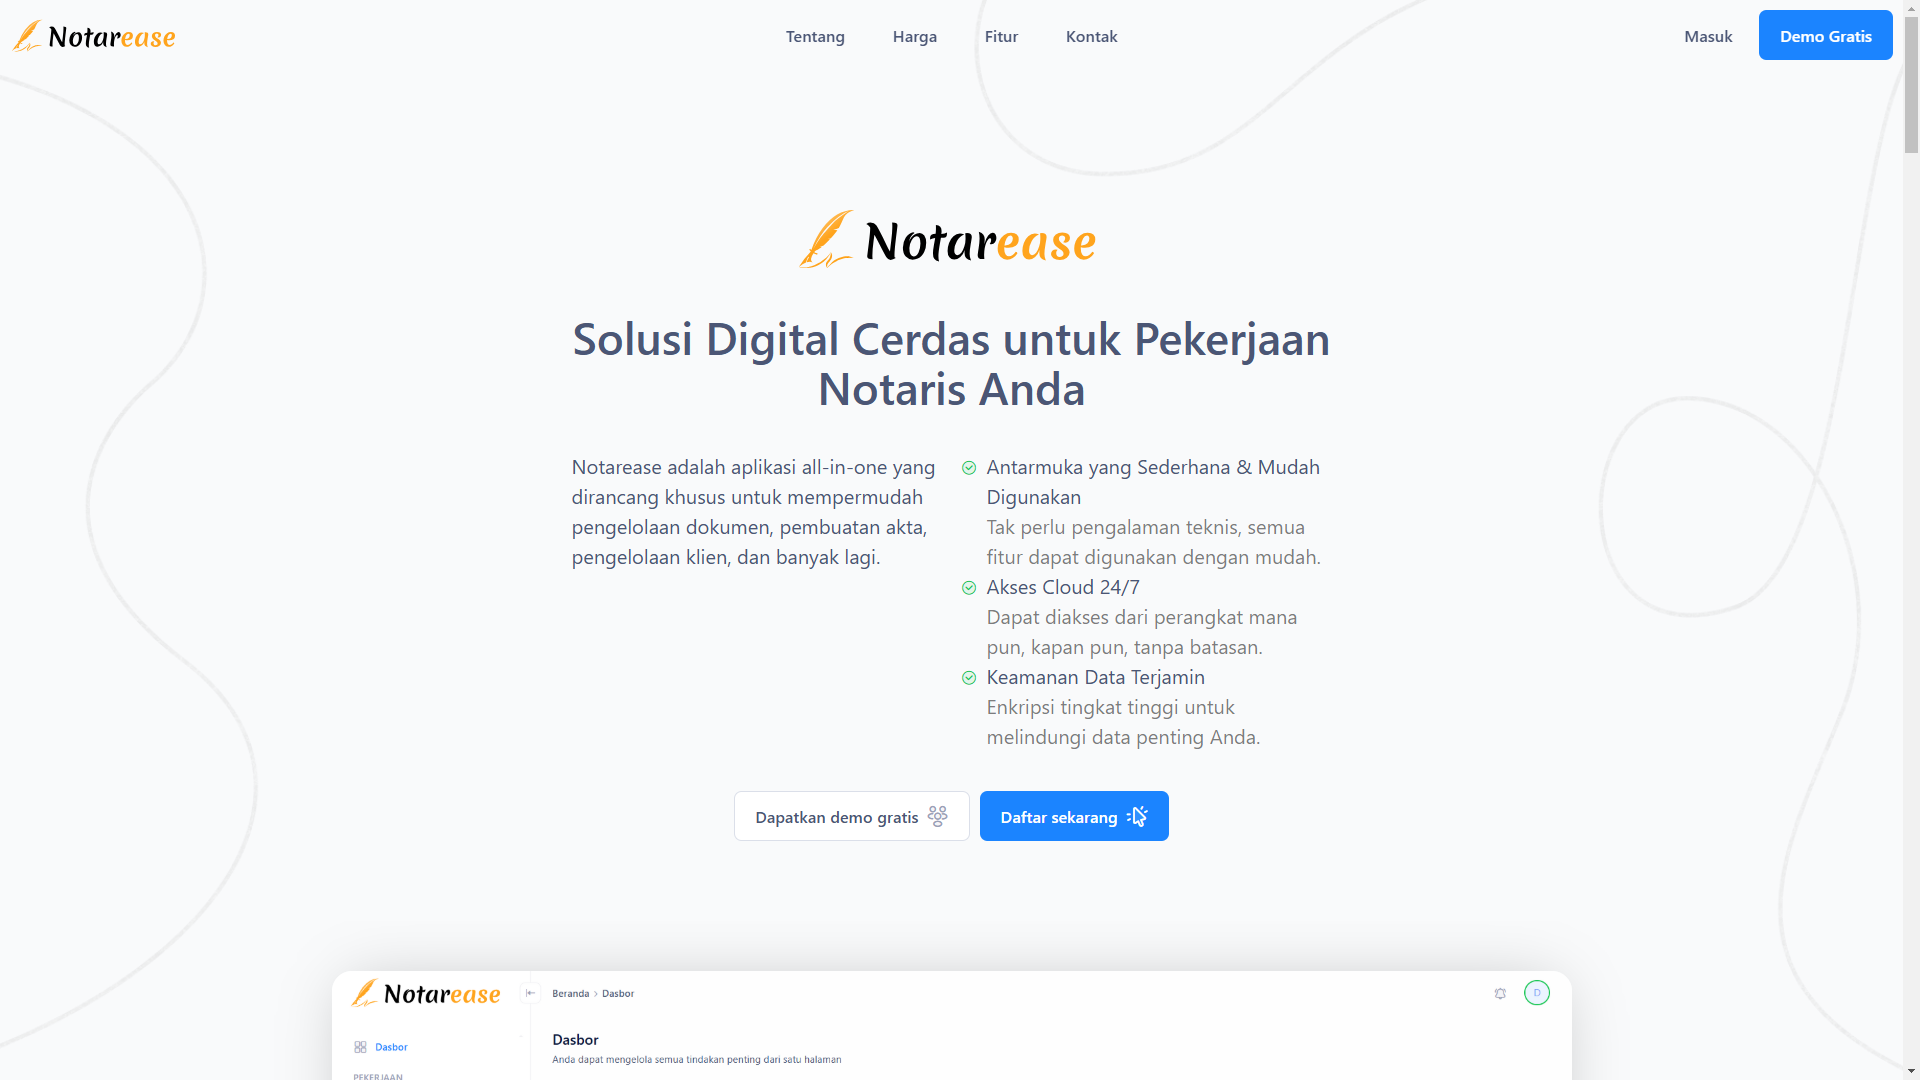 Notarease
Tentang
Harga
Fitur
Kontak
Masuk
Demo Gratis
Notarease
Solusi Digital Cerdas untuk Pekerjaan
Notaris Anda
Notarease adalah aplikasi all-in-one yang
dirancang khusus untuk mempermudah
pengelolaan dokumen, pembuatan akta,
pengelolaan klien, dan banyak lagi.
Antarmuka yang Sederhana & Mudah
Digunakan
Tak perlu pengalaman teknis, semua
fitur dapat digunakan dengan mudah.
Akses Cloud 24/7
Dapat diakses dari perangkat mana
pun, kapan pun, tanpa batasan.
Keamanan Data Terjamin
Enkripsi tingkat tinggi untuk
melindungi data penting Anda.
Dapatkan demo gratis
Daftar sekarang
Notarease
Beranda > Dasbor
D
Dasbor
Dasbor
Anda dapat mengelola semua tindakan penting dari satu halaman
PEKERJAAN